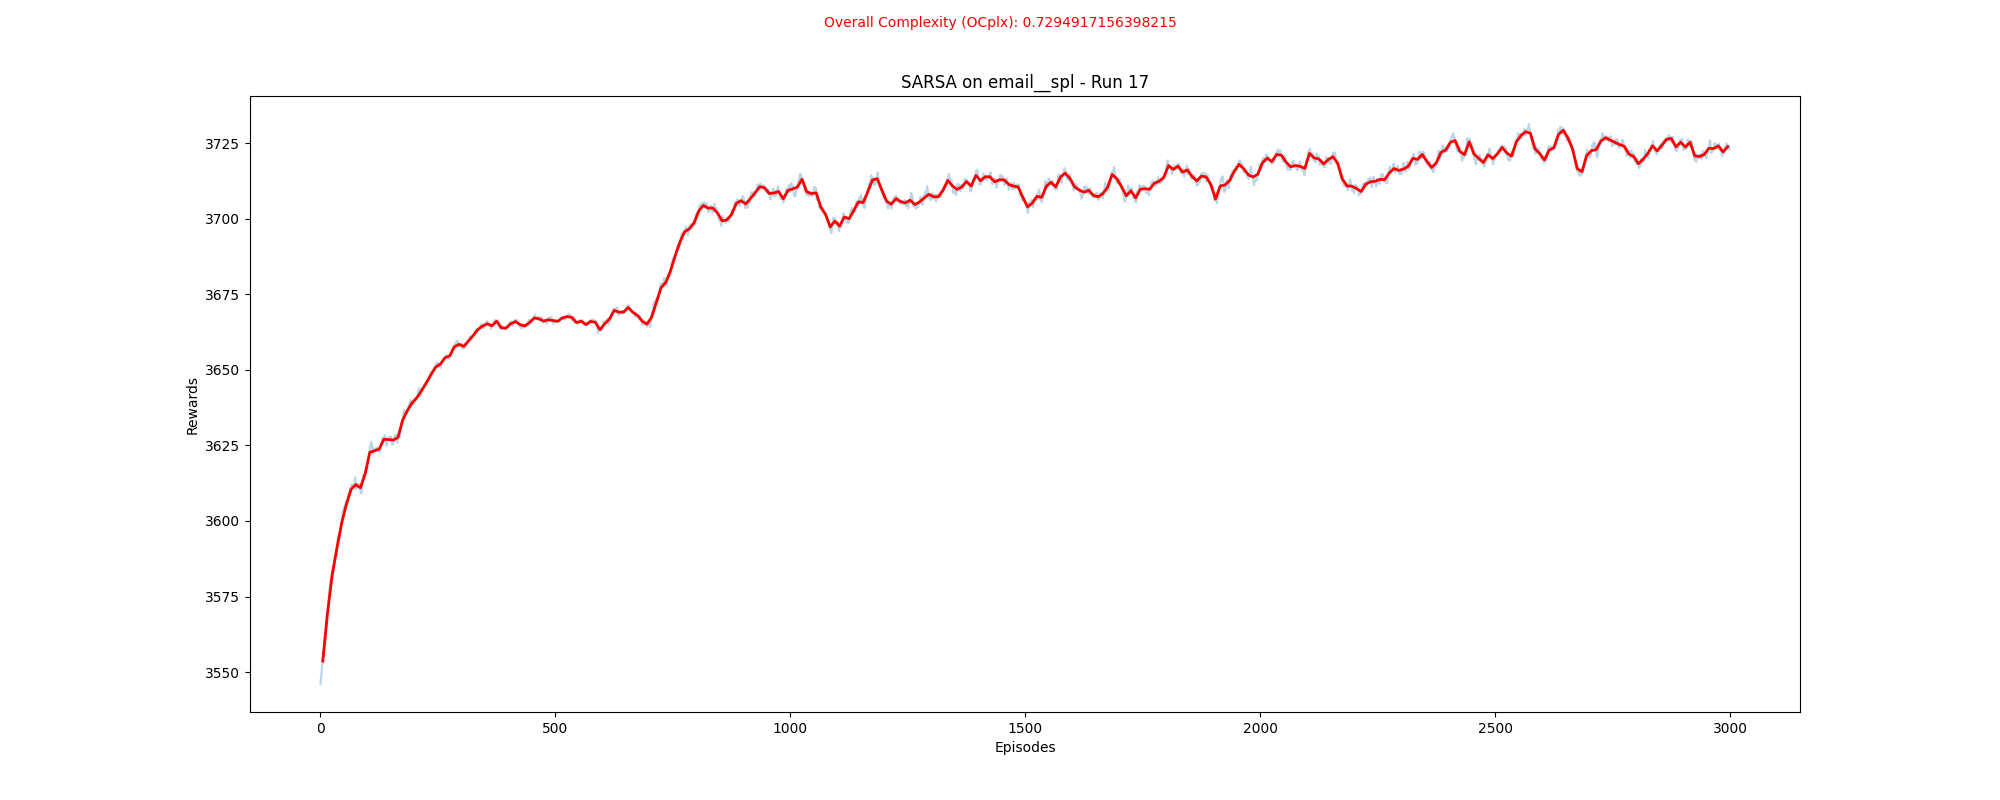 Overall Complexity (OCplx): 0.7294917156398215
SARSA on email__spl - Run 17
3725
3700
3675
3650
3625
3600
3575
3550
Rewards
0 500 1000 1500 2000 2500 3000
Episodes